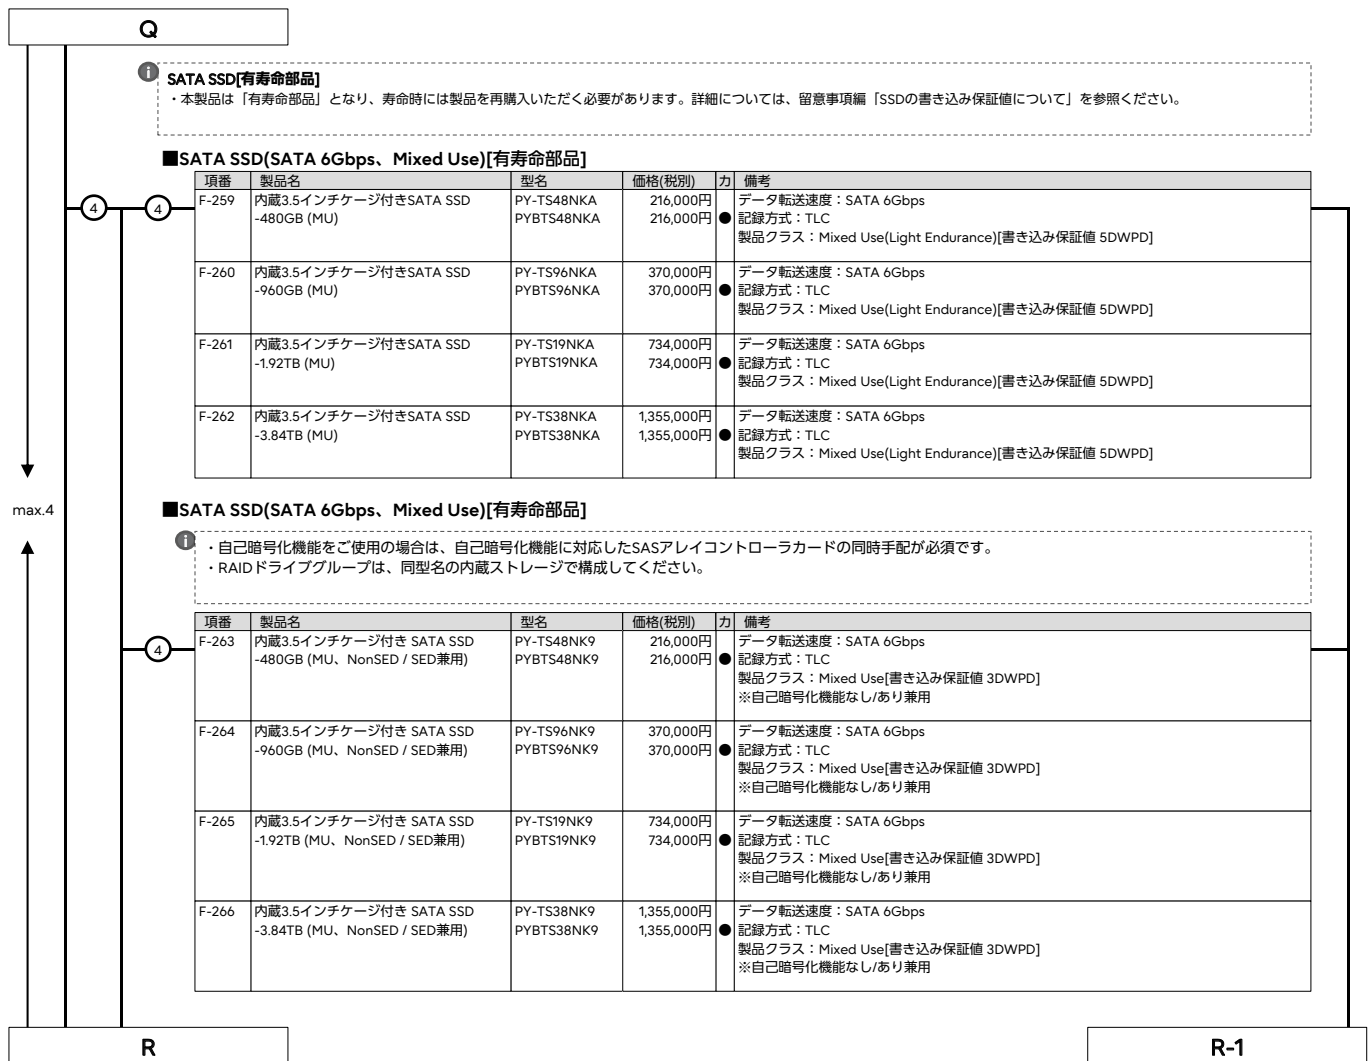 Q
SATA SSD[有寿命部品]
・本製品は「有寿命部品」となり、寿命時には製品を再購入いただく必要があります。詳細については、留意事項編「SSDの書き込み保証値について」を参照ください。
■SATA SSD(SATA 6Gbps、Mixed Use)[有寿命部品]
項番 製品名 型名 価格(税別) カ 備考
F-259 内蔵3.5インチケージ付きSATA SSD PY-TS48NKA 216,000円 データ転送速度：SATA 6Gbps
④ ④ -480GB (MU) PYBTS48NKA 216,000円 ● 記録方式：TLC
製品クラス：Mixed Use(Light Endurance)[書き込み保証値 5DWPD]
F-260 内蔵3.5インチケージ付きSATA SSD PY-TS96NKA 370,000円 データ転送速度：SATA 6Gbps
-960GB (MU) PYBTS96NKA 370,000円 ● 記録方式：TLC
製品クラス：Mixed Use(Light Endurance)[書き込み保証値 5DWPD]
F-261 内蔵3.5インチケージ付きSATA SSD PY-TS19NKA 734,000円 データ転送速度：SATA 6Gbps
-1.92TB (MU) PYBTS19NKA 734,000円 ● 記録方式：TLC
製品クラス：Mixed Use(Light Endurance)[書き込み保証値 5DWPD]
F-262 内蔵3.5インチケージ付きSATA SSD PY-TS38NKA 1,355,000円 データ転送速度：SATA 6Gbps
-3.84TB (MU) PYBTS38NKA 1,355,000円 ● 記録方式：TLC
製品クラス：Mixed Use(Light Endurance)[書き込み保証値 5DWPD]
max.4
■SATA SSD(SATA 6Gbps、Mixed Use)[有寿命部品]
・自己暗号化機能をご使用の場合は、自己暗号化機能に対応したSASアレイコントローラカードの同時手配が必須です。
・RAIDドライブグループは、同型名の内蔵ストレージで構成してください。
項番 製品名 型名 価格(税別) カ 備考
F-263 内蔵3.5インチケージ付き SATA SSD PY-TS48NK9 216,000円 データ転送速度：SATA 6Gbps
④ -480GB (MU、NonSED / SED兼用) PYBTS48NK9 216,000円 ● 記録方式：TLC
製品クラス：Mixed Use[書き込み保証値 3DWPD]
※自己暗号化機能なし/あり兼用
F-264 内蔵3.5インチケージ付き SATA SSD PY-TS96NK9 370,000円 データ転送速度：SATA 6Gbps
-960GB (MU、NonSED / SED兼用) PYBTS96NK9 370,000円 ● 記録方式：TLC
製品クラス：Mixed Use[書き込み保証値 3DWPD]
※自己暗号化機能なし/あり兼用
F-265 内蔵3.5インチケージ付き SATA SSD PY-TS19NK9 734,000円 データ転送速度：SATA 6Gbps
-1.92TB (MU、NonSED / SED兼用) PYBTS19NK9 734,000円 ● 記録方式：TLC
製品クラス：Mixed Use[書き込み保証値 3DWPD]
※自己暗号化機能なし/あり兼用
F-266 内蔵3.5インチケージ付き SATA SSD PY-TS38NK9 1,355,000円 データ転送速度：SATA 6Gbps
-3.84TB (MU、NonSED / SED兼用) PYBTS38NK9 1,355,000円 ● 記録方式：TLC
製品クラス：Mixed Use[書き込み保証値 3DWPD]
※自己暗号化機能なし/あり兼用
R R-1